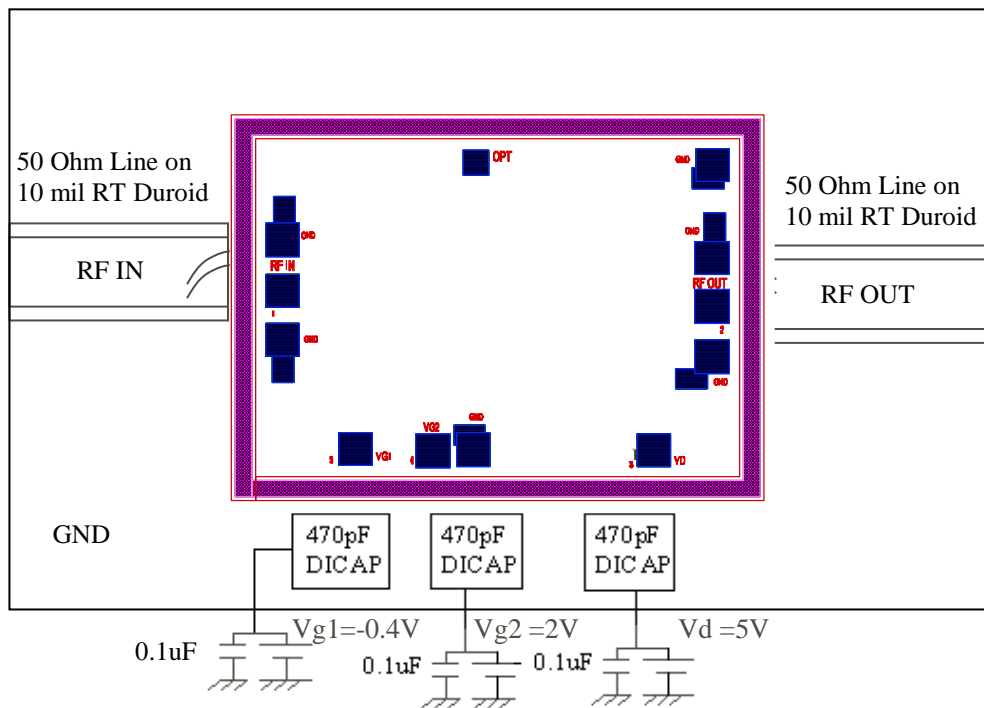 50 Ohm Line on
10 mil RT Duroid
RF IN
OPT
GND
GND
RF IN
1
GND
GND
RF OUT
2
GND
50 Ohm Line on
10 mil RT Duroid
RF OUT
VG1
VG2
4
GND
3
VD
GND
470pF
DICAP
470pF
DICAP
470pF
DICAP
Vg1=-0.4V
Vg2 =2V
Vd =5V
0.1uF
0.1uF
0.1uF